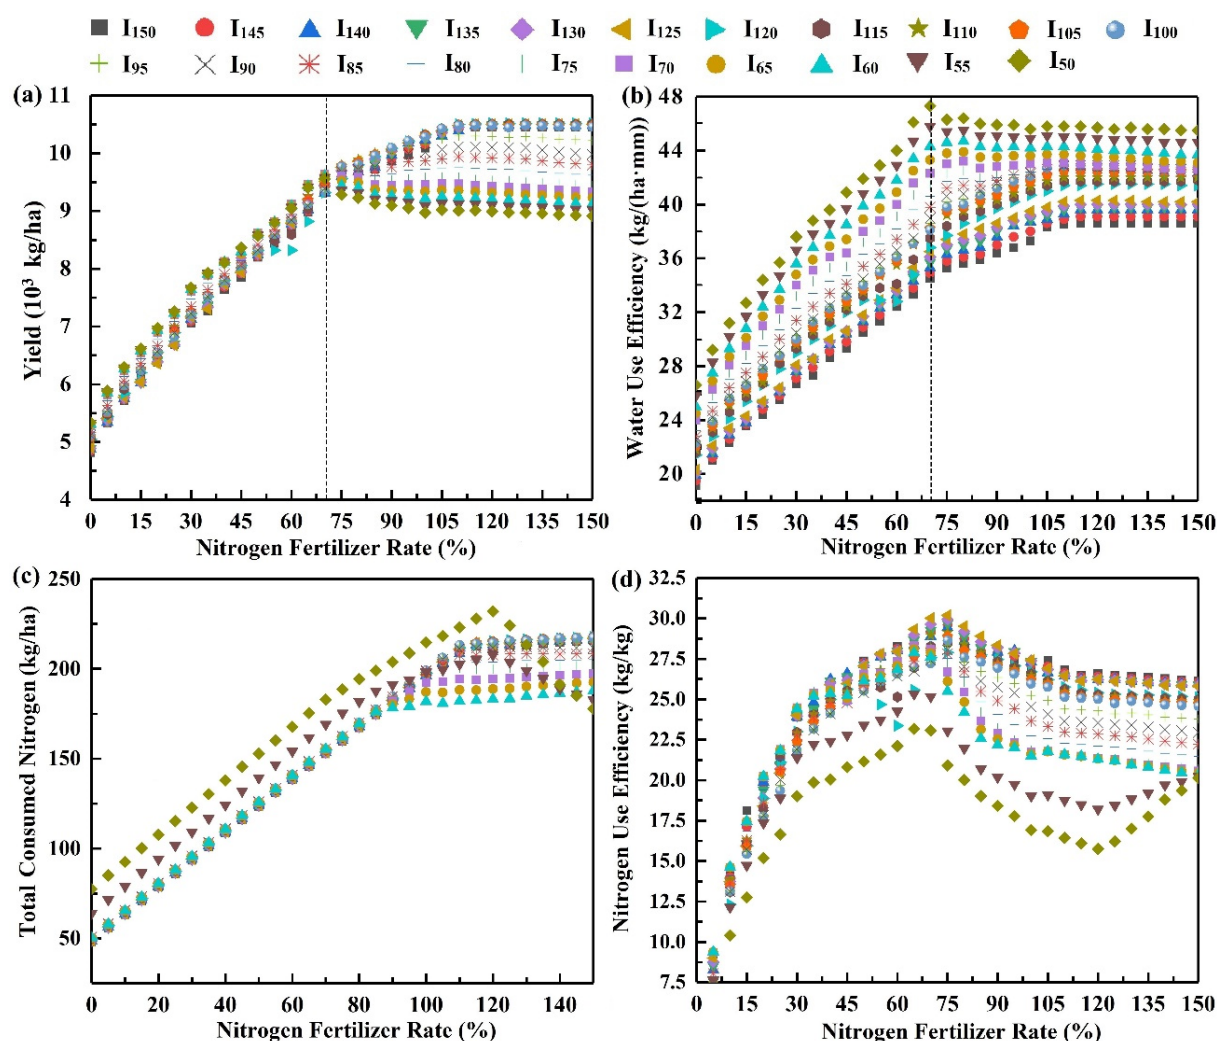 I150 I145 I140 I135 I130 I125 I120 I115 I110 I105 I100
I95 I90 I85 I80 I75 I70 I65 I60 I55 I50
(a)
11
10
9
8
7
6
5
4
Yield (10³ kg/ha)
0 15 30 45 60 75 90 105 120 135 150
Nitrogen Fertilizer Rate (%)
(b)
48
44
40
36
32
28
24
20
Water Use Efficiency (kg/(ha·mm))
0 15 30 45 60 75 90 105 120 135 150
Nitrogen Fertilizer Rate (%)
(c)
250
200
150
100
50
Total Consumed Nitrogen (kg/ha)
0 20 40 60 80 100 120 140
Nitrogen Fertilizer Rate (%)
(d)
32.5
30.0
27.5
25.0
22.5
20.0
17.5
15.0
12.5
10.0
7.5
Nitrogen Use Efficiency (kg/kg)
0 15 30 45 60 75 90 105 120 135 150
Nitrogen Fertilizer Rate (%)